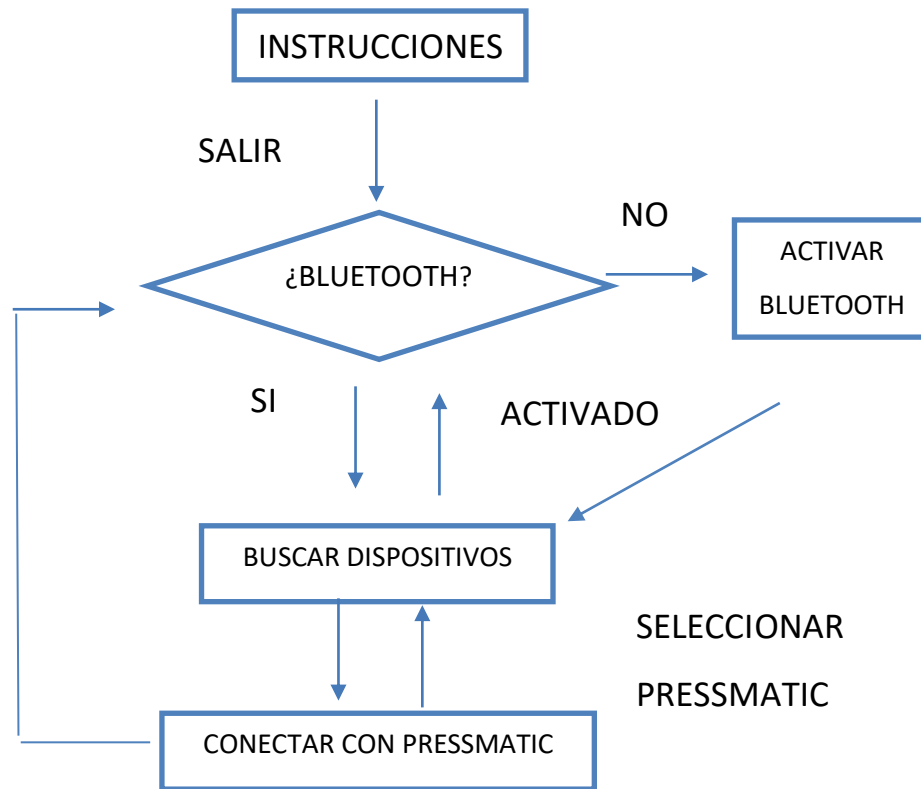 INSTRUCCIONES
SALIR
NO
¿BLUETOOTH?
ACTIVAR
BLUETOOTH
SI
ACTIVADO
BUSCAR DISPOSITIVOS
SELECCIONAR
PRESSMATIC
CONECTAR CON PRESSMATIC